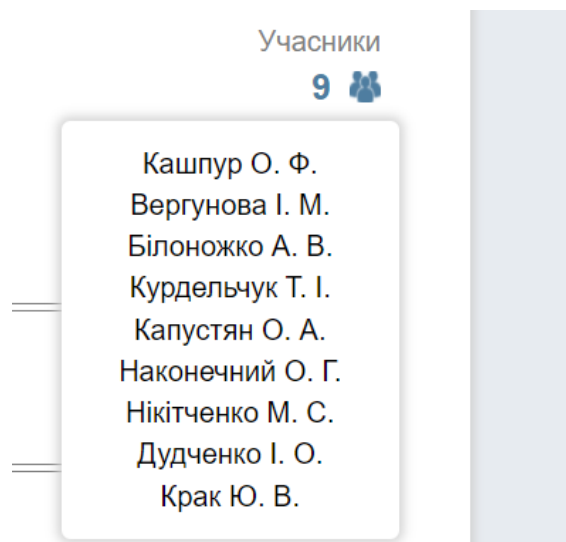 Учасники
9
Кашпур О. Ф.
Вергунова І. М.
Білоножко А. В.
Курдельчук Т. І.
Капустян О. А.
Наконечний О. Г.
Нікітченко М. С.
Дудченко І. О.
Крак Ю. В.